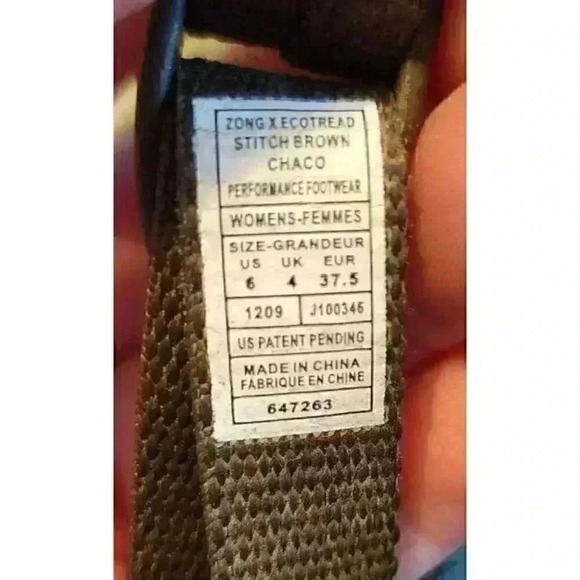 ZONG X ECOTREAD
STITCH BROWN
CHACO
PERFORMANCE FOOTWEAR
WOMENS-FEMMES
SIZE-GRANDEUR
US UK EUR
6 4 37.5
1209 J100346
US PATENT PENDING
MADE IN CHINA
FABRIQUE EN CHINE
647263